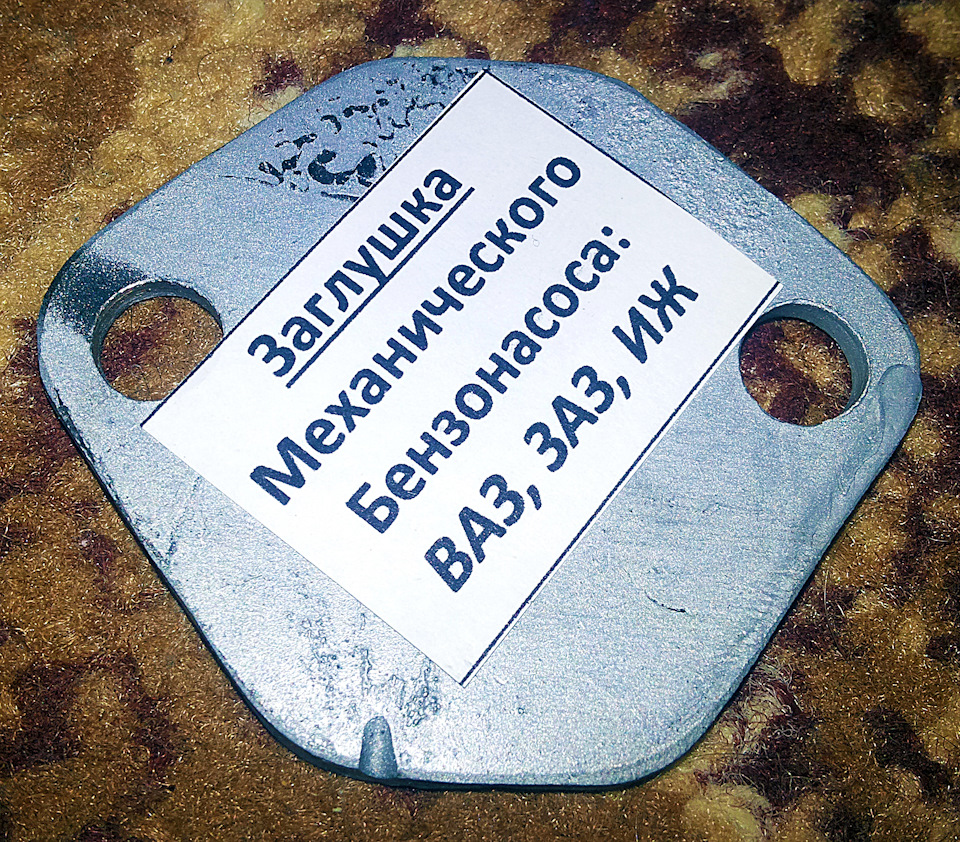 Заглушка
Механического
Бензонасоса:
ВАЗ, ЗАЗ, ИЖ